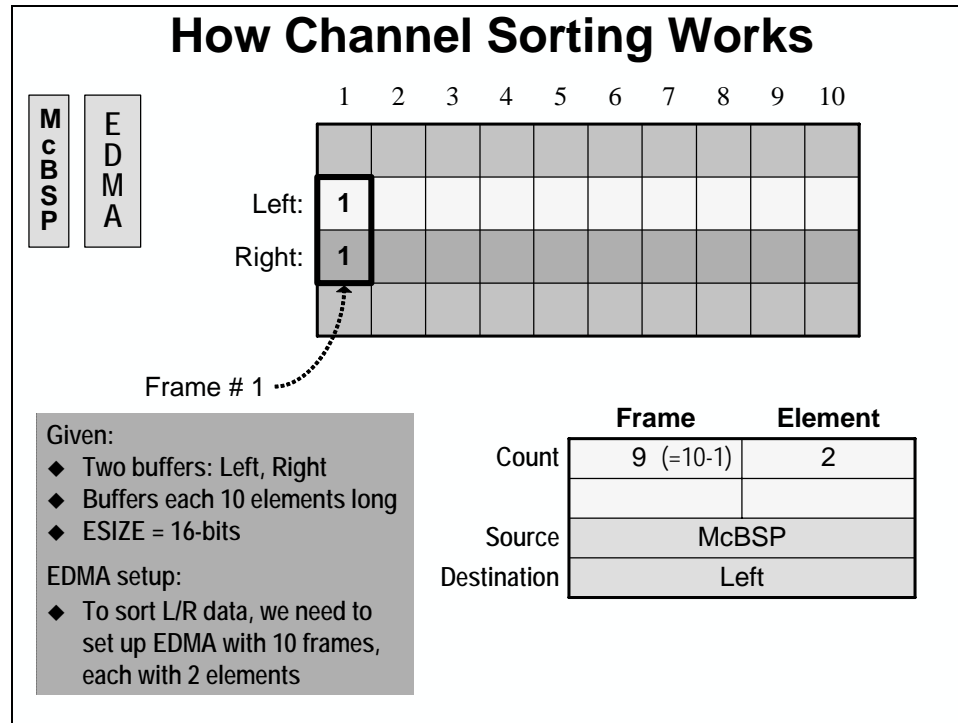 How Channel Sorting Works
McBSP
EDMA
1 2 3 4 5 6 7 8 9 10
Left: 1
Right: 1
Frame # 1
Given:
◆ Two buffers: Left, Right
◆ Buffers each 10 elements long
◆ ESIZE = 16-bits
EDMA setup:
◆ To sort L/R data, we need to
set up EDMA with 10 frames,
each with 2 elements
Frame Element
Count 9 (=10-1) 2
Source McBSP
Destination Left